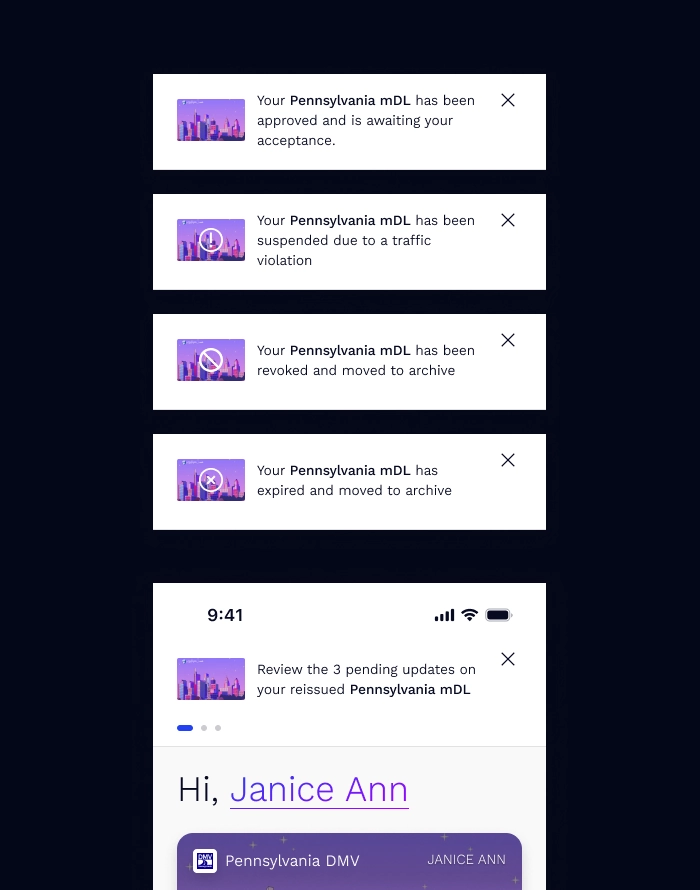 Your Pennsylvania mDL has been
approved and is awaiting your
acceptance.
Your Pennsylvania mDL has been
suspended due to a traffic
violation
Your Pennsylvania mDL has been
revoked and moved to archive
Your Pennsylvania mDL has
expired and moved to archive
9:41
Review the 3 pending updates on
your reissued Pennsylvania mDL
Hi, Janice Ann
DMV
Pennsylvania DMV
JANICE ANN